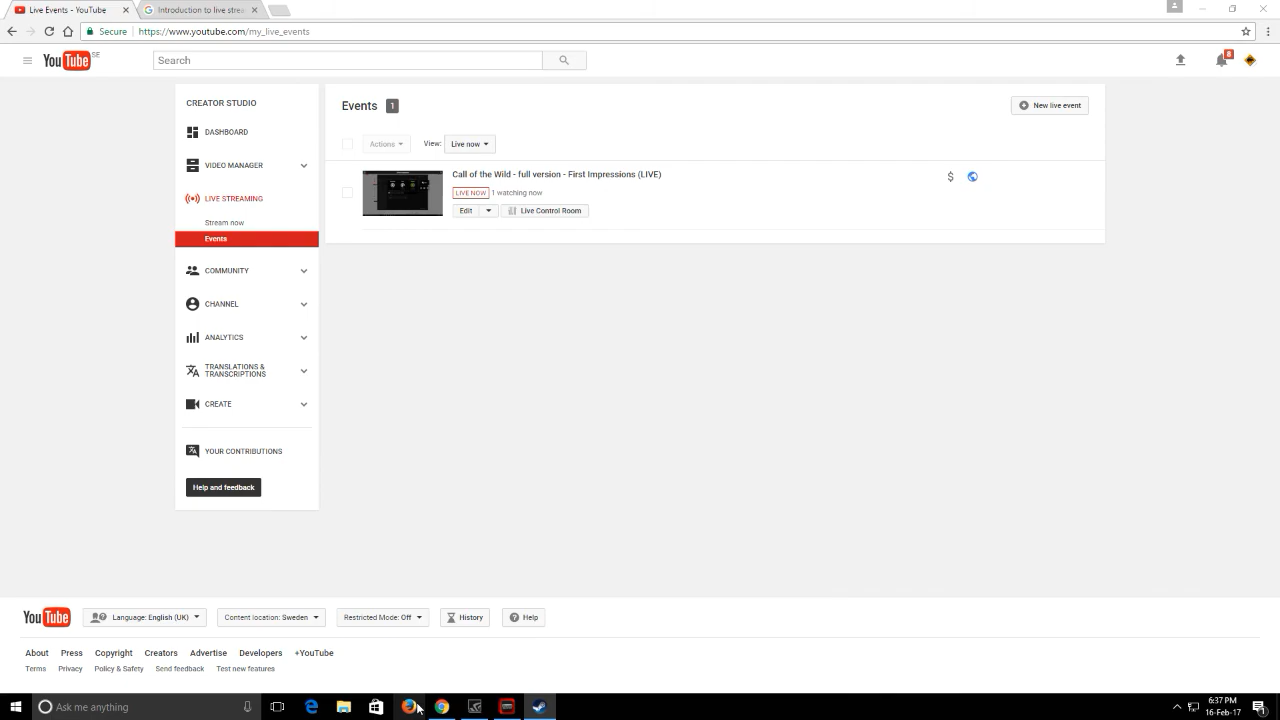 Live Events - YouTube
Introduction to live strea
Secure
https://www.youtube.com/my_live_events
YouTube SE
Search
8
CREATOR STUDIO
DASHBOARD
VIDEO MANAGER
LIVE STREAMING
Stream now
Events
COMMUNITY
CHANNEL
ANALYTICS
TRANSLATIONS &
TRANSCRIPTIONS
CREATE
YOUR CONTRIBUTIONS
Help and feedback
Events 1
New live event
Actions
View:
Live now
Call of the Wild - full version - First Impressions (LIVE)
$
LIVE NOW 1 watching now
Edit
Live Control Room
YouTube
Language: English (UK)
Content location: Sweden
Restricted Mode: Off
History
Help
About Press Copyright Creators Advertise Developers +YouTube
Terms Privacy Policy & Safety Send feedback Test new features
Ask me anything
6:37 PM
16-Feb-17
1